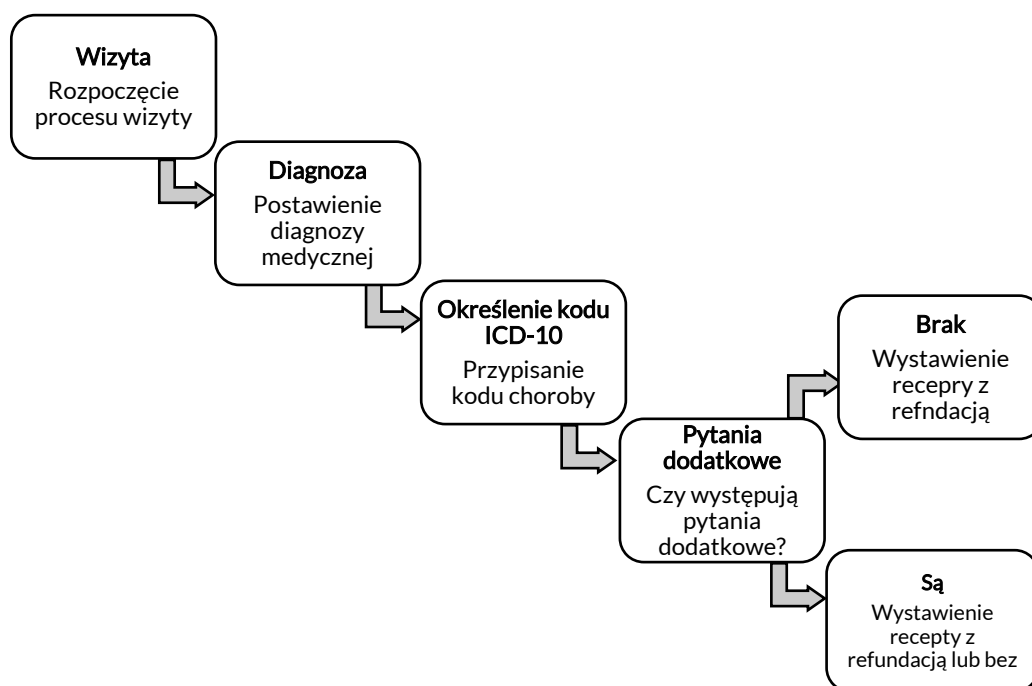 Wizyta
Rozpoczęcie
procesu wizyty
Diagnoza
Postawienie
diagnozy
medycznej
Określenie kodu
ICD-10
Przypisanie
kodu choroby
Pytania
dodatkowe
Czy występują
pytania
dodatkowe?
Brak
Wystawienie
recepry z
refndacją
Są
Wystawienie
recepty z
refundacją lub bez